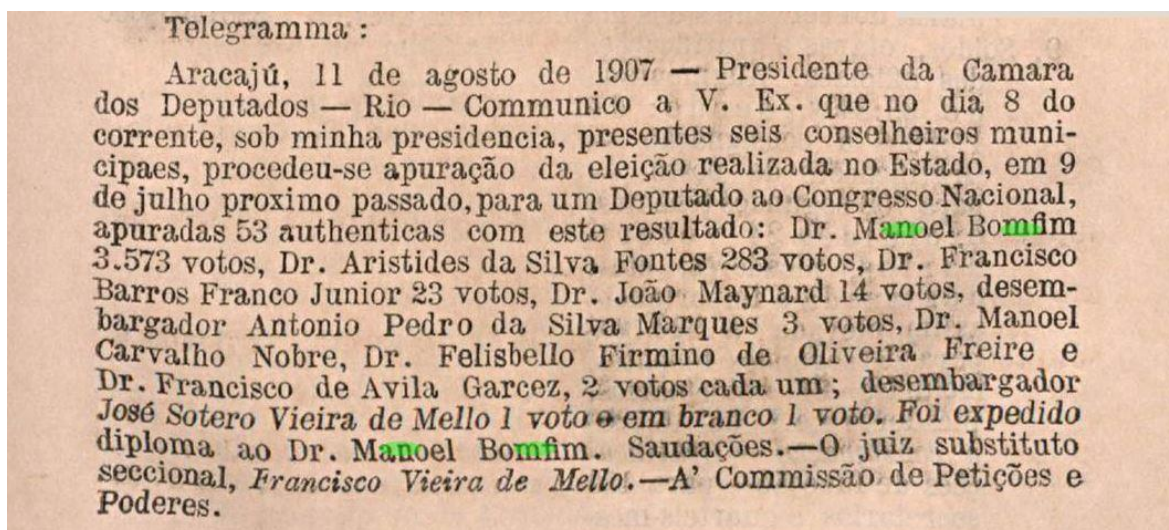 Telegramma :
Aracajú, 11 de agosto de 1907 — Presidente da Camara
dos Deputados — Rio — Communico a V. Ex. que no dia 8 do
corrente, sob minha presidencia, presentes seis conselheiros muni-
cipaes, procedeu-se apuração da eleição realizada no Estado, em 9
de julho proximo passado, para um Deputado ao Congresso Nacional,
apuradas 53 authenticas com este resultado: Dr. Manoel Bomfim
3.573 votos, Dr. Aristides da Silva Fontes 283 votos, Dr. Francisco
Barros Franco Junior 23 votos, Dr. João Maynard 14 votos, desem-
bargador Antonio Pedro da Silva Marques 3 votos, Dr. Manoel
Carvalho Nobre, Dr. Felisbello Firmino de Oliveira Freire e
Dr. Francisco de Avila Garcez, 2 votos cada um; desembargador
José Sotero Vieira de Mello 1 voto e em branco 1 voto. Foi expedido
diploma ao Dr. Manoel Bomfim. Saudações.—O juiz substituto
seccional, Francisco Vieira de Mello.—A' Commissão de Petições e
Poderes.